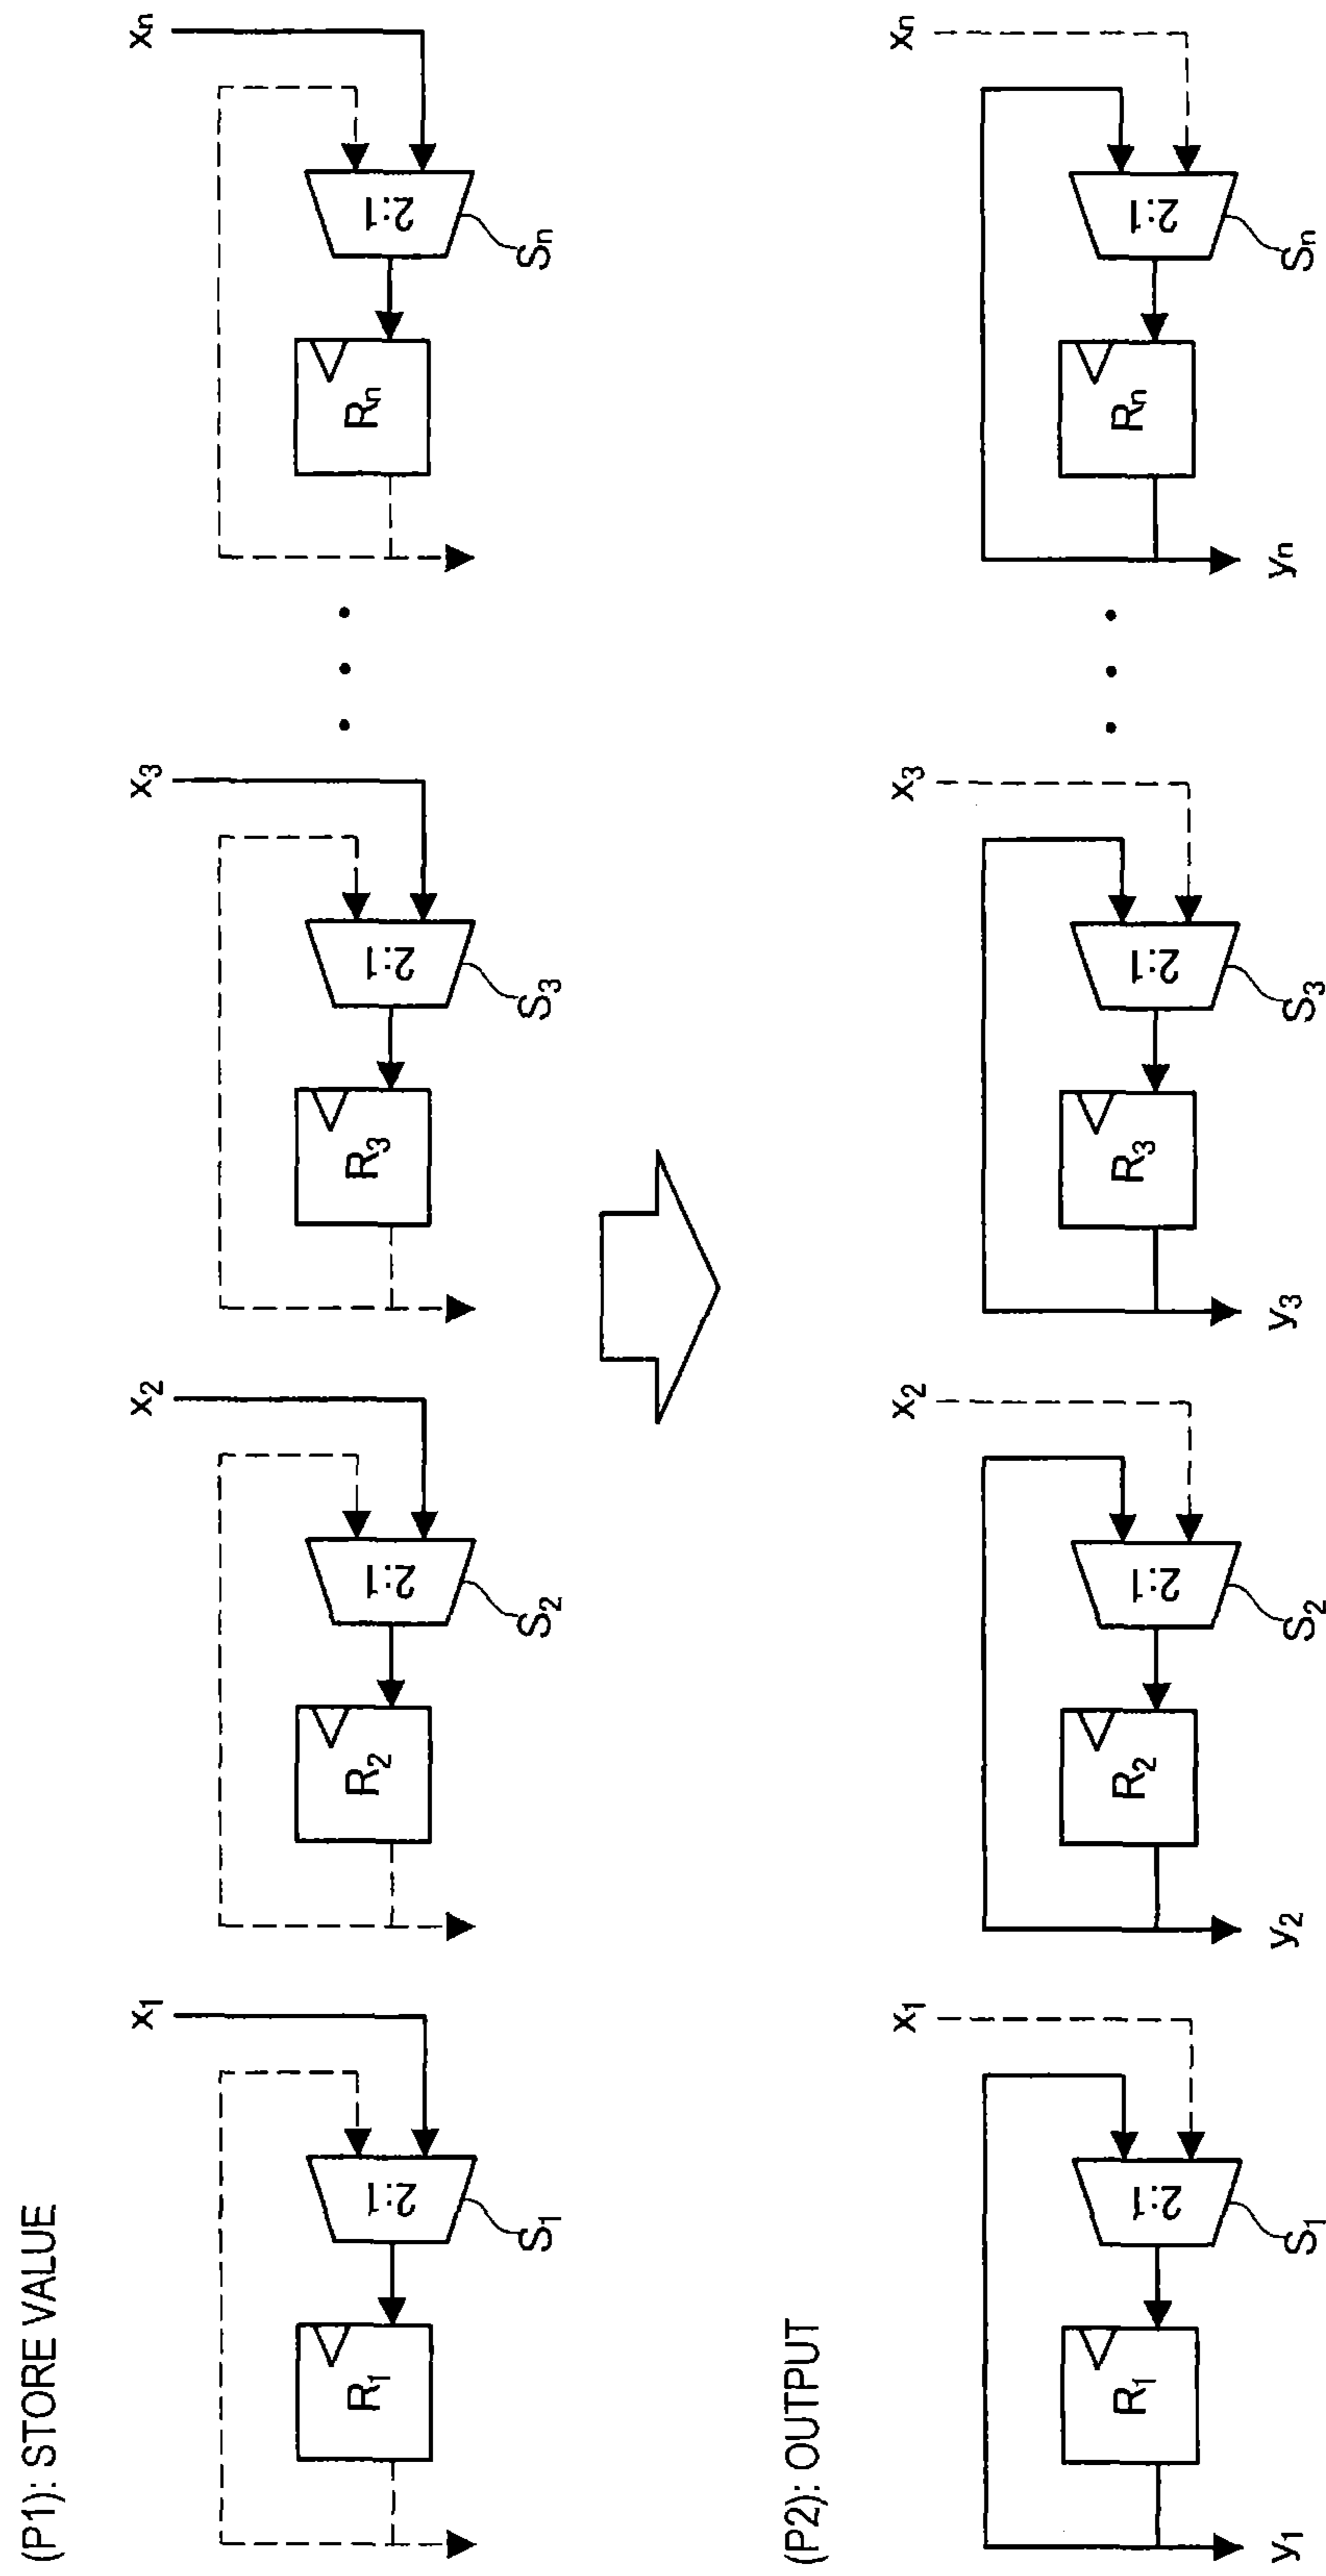 (P1): STORE VALUE
x₁ x₂ x₃ xₙ
2:1 2:1 2:1 2:1
R₁ R₂ R₃ Rₙ
S₁ S₂ S₃ Sₙ
(P2): OUTPUT
x₁ x₂ x₃ xₙ
2:1 2:1 2:1 2:1
R₁ R₂ R₃ Rₙ
S₁ S₂ S₃ Sₙ
y₁ y₂ y₃ yₙ